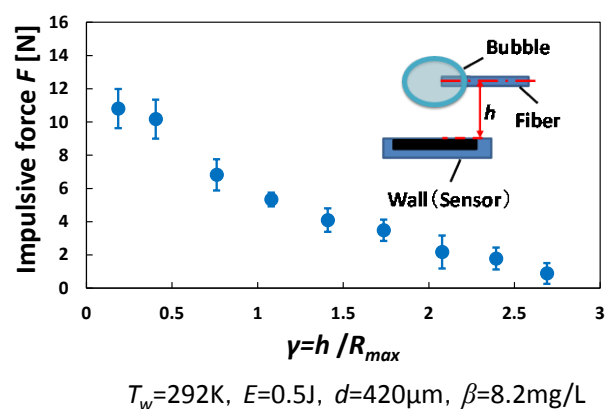 Impulsive force F [N]
16
14
12
10
8
6
4
2
0
0
0.5
1
1.5
2
2.5
3
Bubble
h
Fiber
Wall (Sensor)
γ=h /Rmax
Tw=292K, E=0.5J, d=420μm, β=8.2mg/L